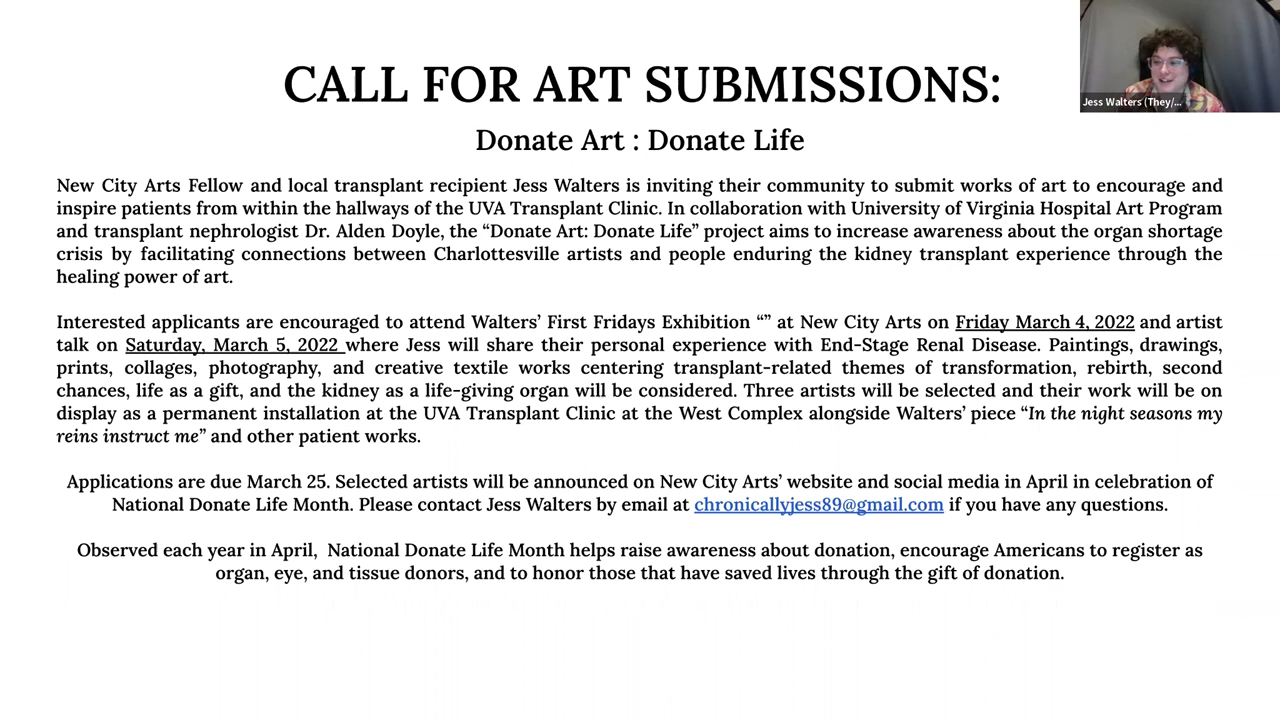 CALL FOR ART SUBMISSIONS:
Jess Walters (They/...
Donate Art : Donate Life
New City Arts Fellow and local transplant recipient Jess Walters is inviting their community to submit works of art to encourage and
inspire patients from within the hallways of the UVA Transplant Clinic. In collaboration with University of Virginia Hospital Art Program
and transplant nephrologist Dr. Alden Doyle, the “Donate Art: Donate Life” project aims to increase awareness about the organ shortage
crisis by facilitating connections between Charlottesville artists and people enduring the kidney transplant experience through the
healing power of art.
Interested applicants are encouraged to attend Walters’ First Fridays Exhibition “” at New City Arts on Friday March 4, 2022 and artist
talk on Saturday, March 5, 2022 where Jess will share their personal experience with End-Stage Renal Disease. Paintings, drawings,
prints, collages, photography, and creative textile works centering transplant-related themes of transformation, rebirth, second
chances, life as a gift, and the kidney as a life-giving organ will be considered. Three artists will be selected and their work will be on
display as a permanent installation at the UVA Transplant Clinic at the West Complex alongside Walters’ piece “In the night seasons my
reins instruct me” and other patient works.
Applications are due March 25. Selected artists will be announced on New City Arts’ website and social media in April in celebration of
National Donate Life Month. Please contact Jess Walters by email at chronicallyjess89@gmail.com if you have any questions.
Observed each year in April, National Donate Life Month helps raise awareness about donation, encourage Americans to register as
organ, eye, and tissue donors, and to honor those that have saved lives through the gift of donation.